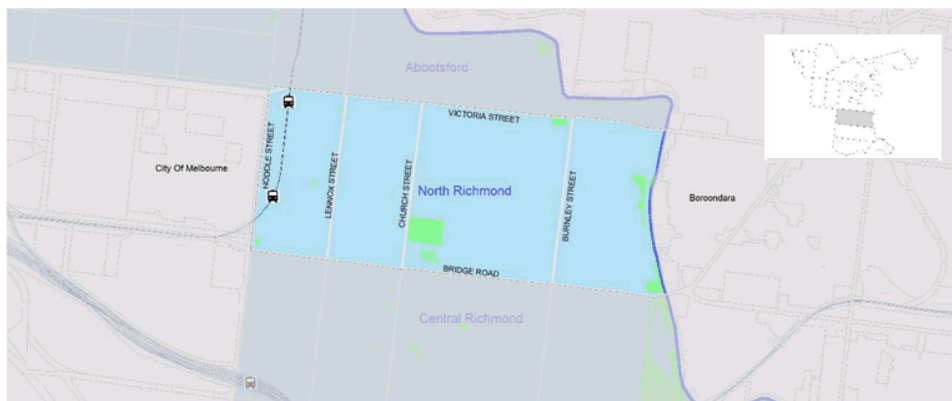 Abbotsford
VICTORIA STREET
HODDLE STREET
City Of Melbourne
LENNOX STREET
CHURCH STREET
North Richmond
BURNLEY STREET
Boroondara
BRIDGE ROAD
Central Richmond